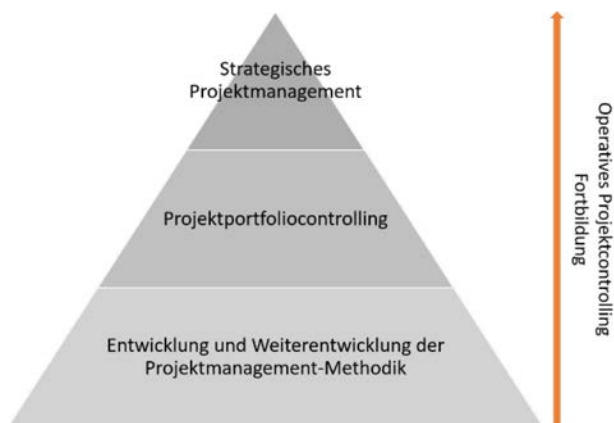 Strategisches
Projektmanagement
Projektportfoliocontrolling
Entwicklung und Weiterentwicklung der
Projektmanagement-Methodik
Operatives Projektcontrolling
Fortbildung